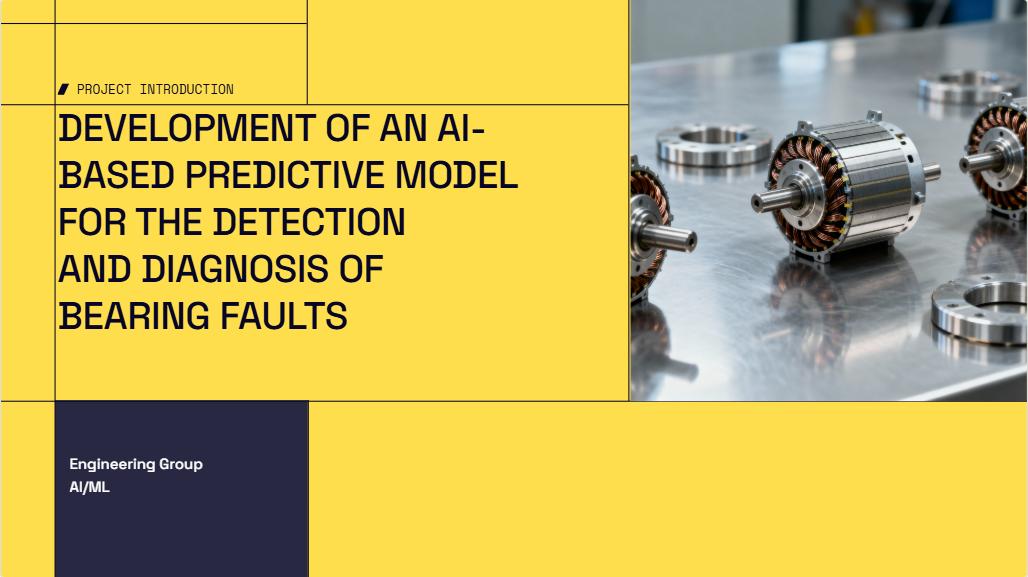 PROJECT INTRODUCTION
DEVELOPMENT OF AN AI-
BASED PREDICTIVE MODEL
FOR THE DETECTION
AND DIAGNOSIS OF
BEARING FAULTS
Engineering Group
AI/ML